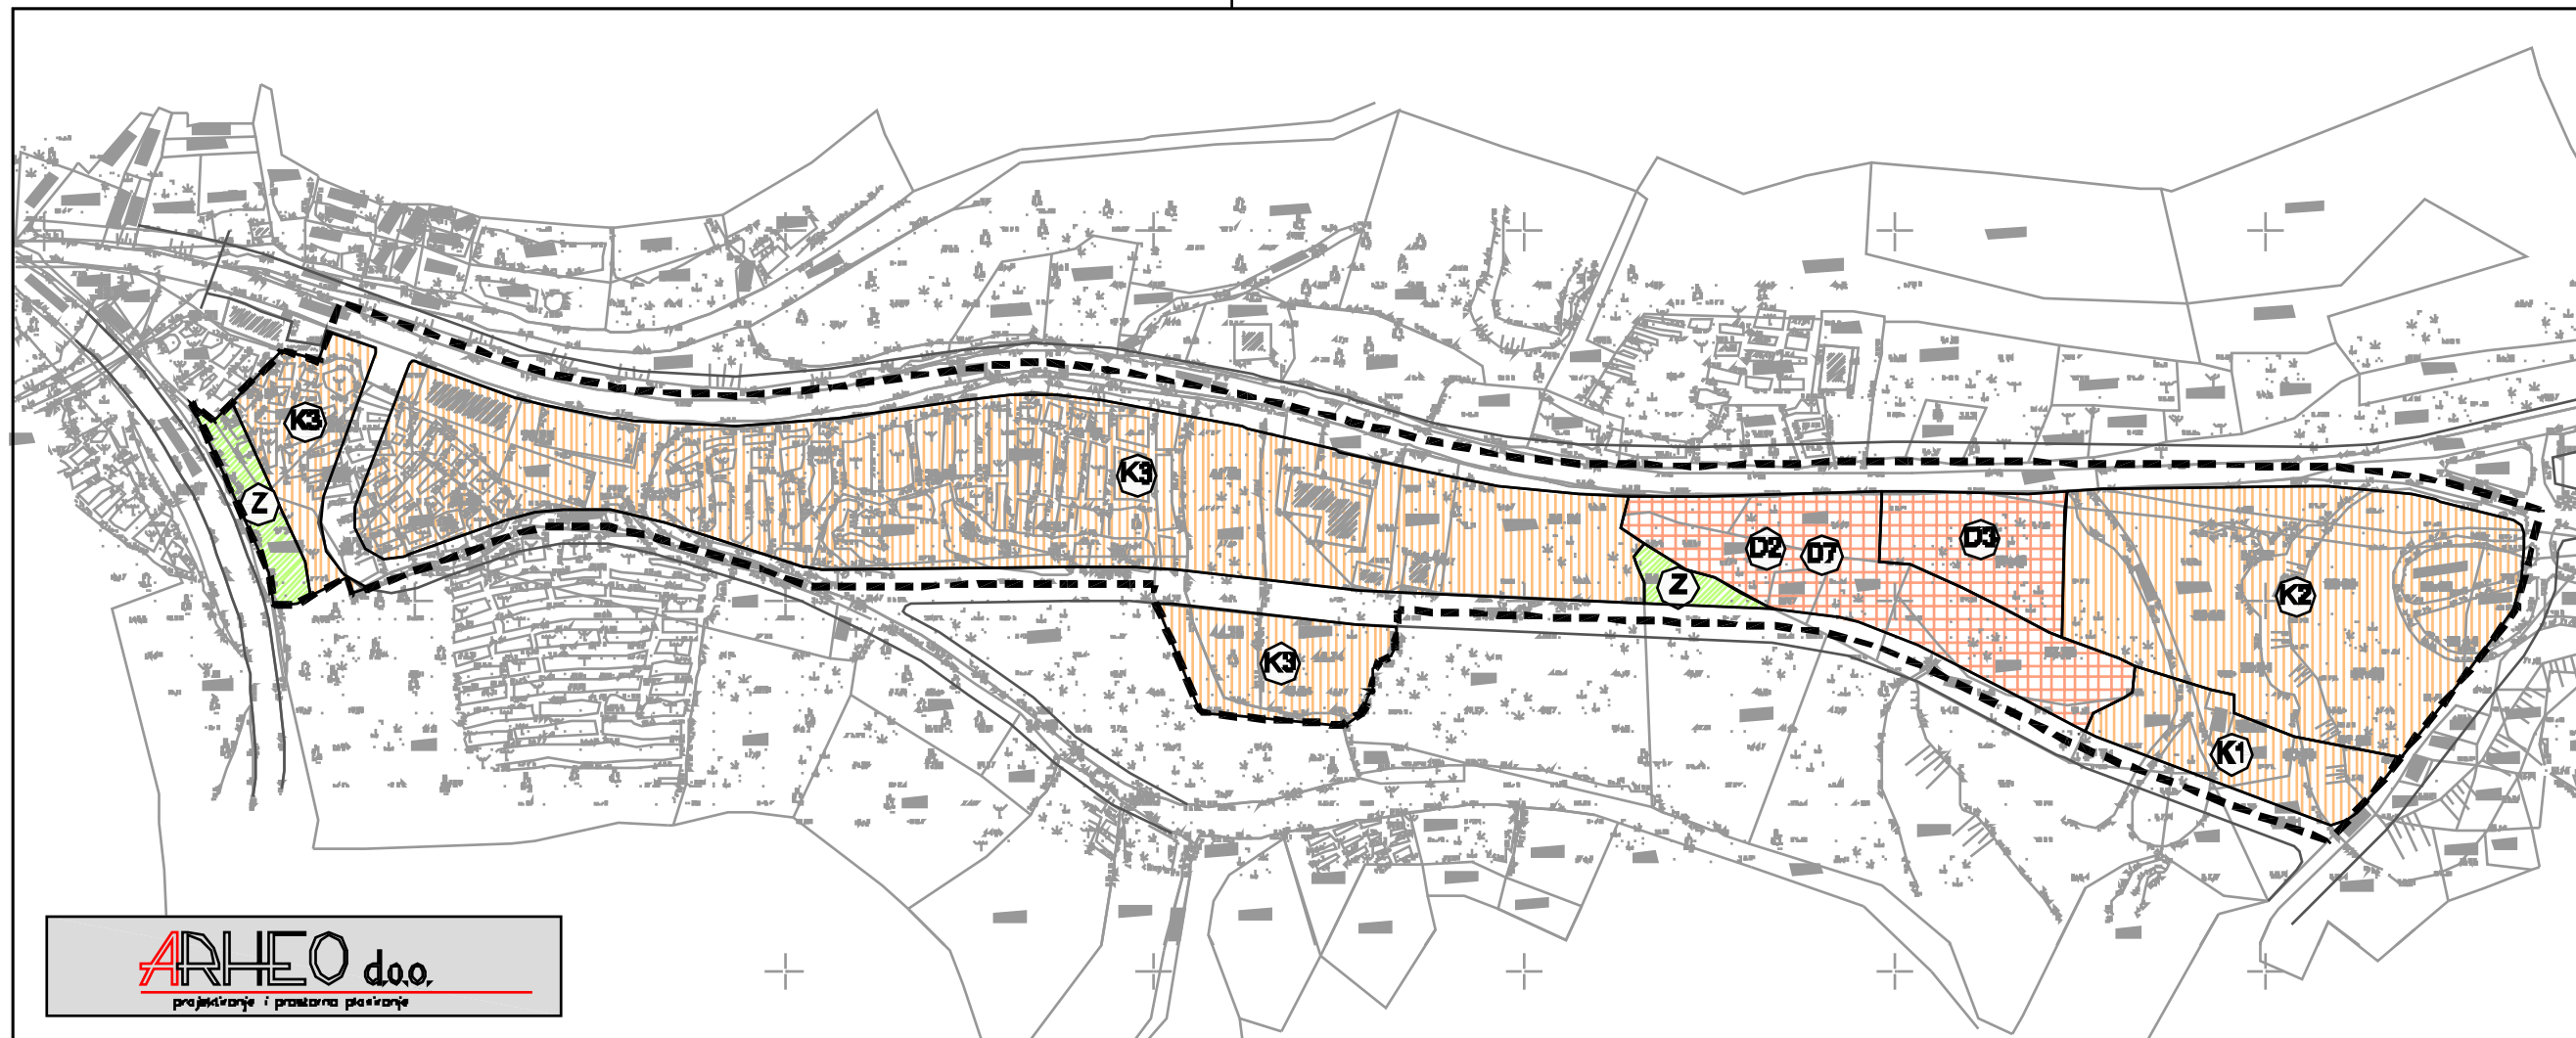 K3
Z
K3
K3
D2
D7
D3
Z
K2
K1
ARHEO d.o.o.
projektiranje i prostorno planiranje